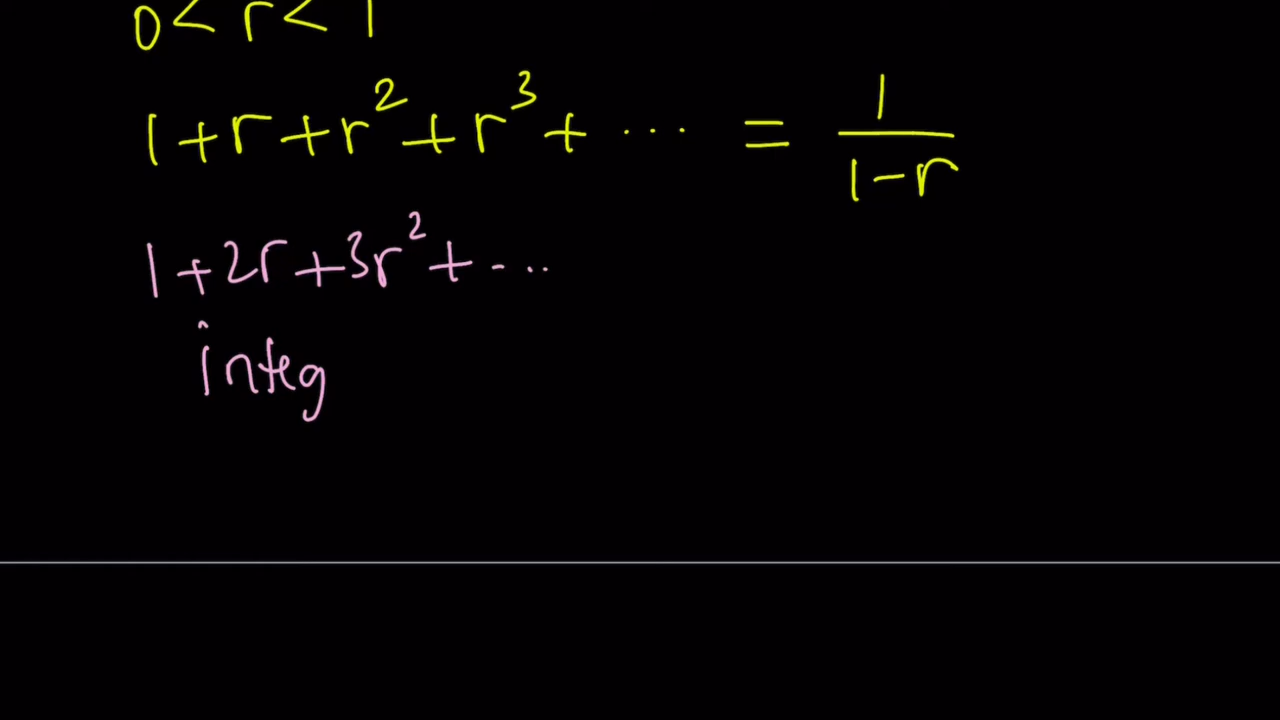 0 < r < 1
1 + r + r² + r³ + ... = 1/(1-r)
1 + 2r + 3r² + ...
integ